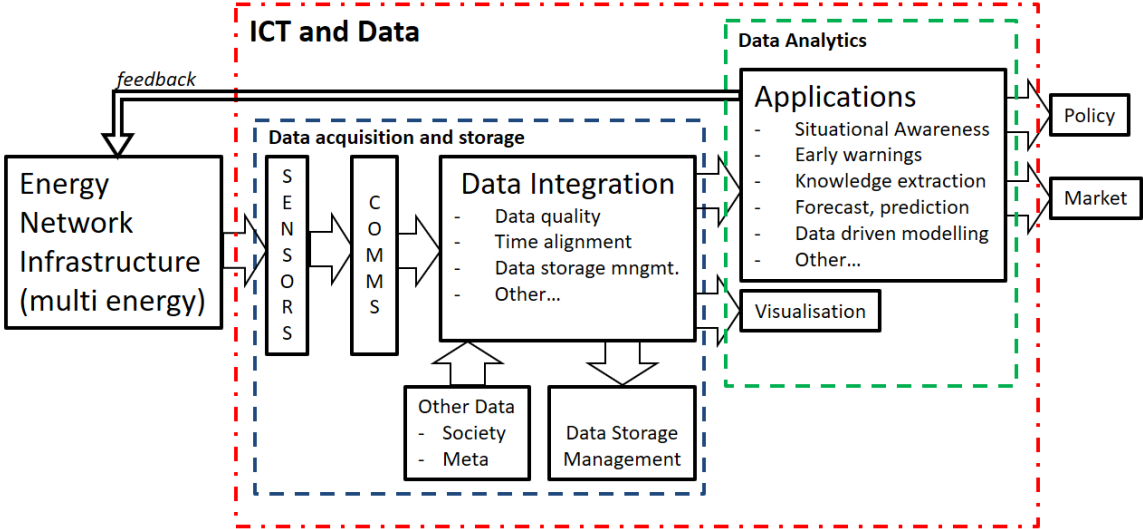 ICT and Data
Data Analytics
feedback
Applications
- Situational Awareness
- Early warnings
- Knowledge extraction
- Forecast, prediction
- Data driven modelling
- Other...
Policy
Market
Data acquisition and storage
Energy
Network
Infrastructure
(multi energy)
SENSORS
COMMS
Data Integration
- Data quality
- Time alignment
- Data storage mngmt.
- Other...
Visualisation
Other Data
- Society
- Meta
Data Storage
Management